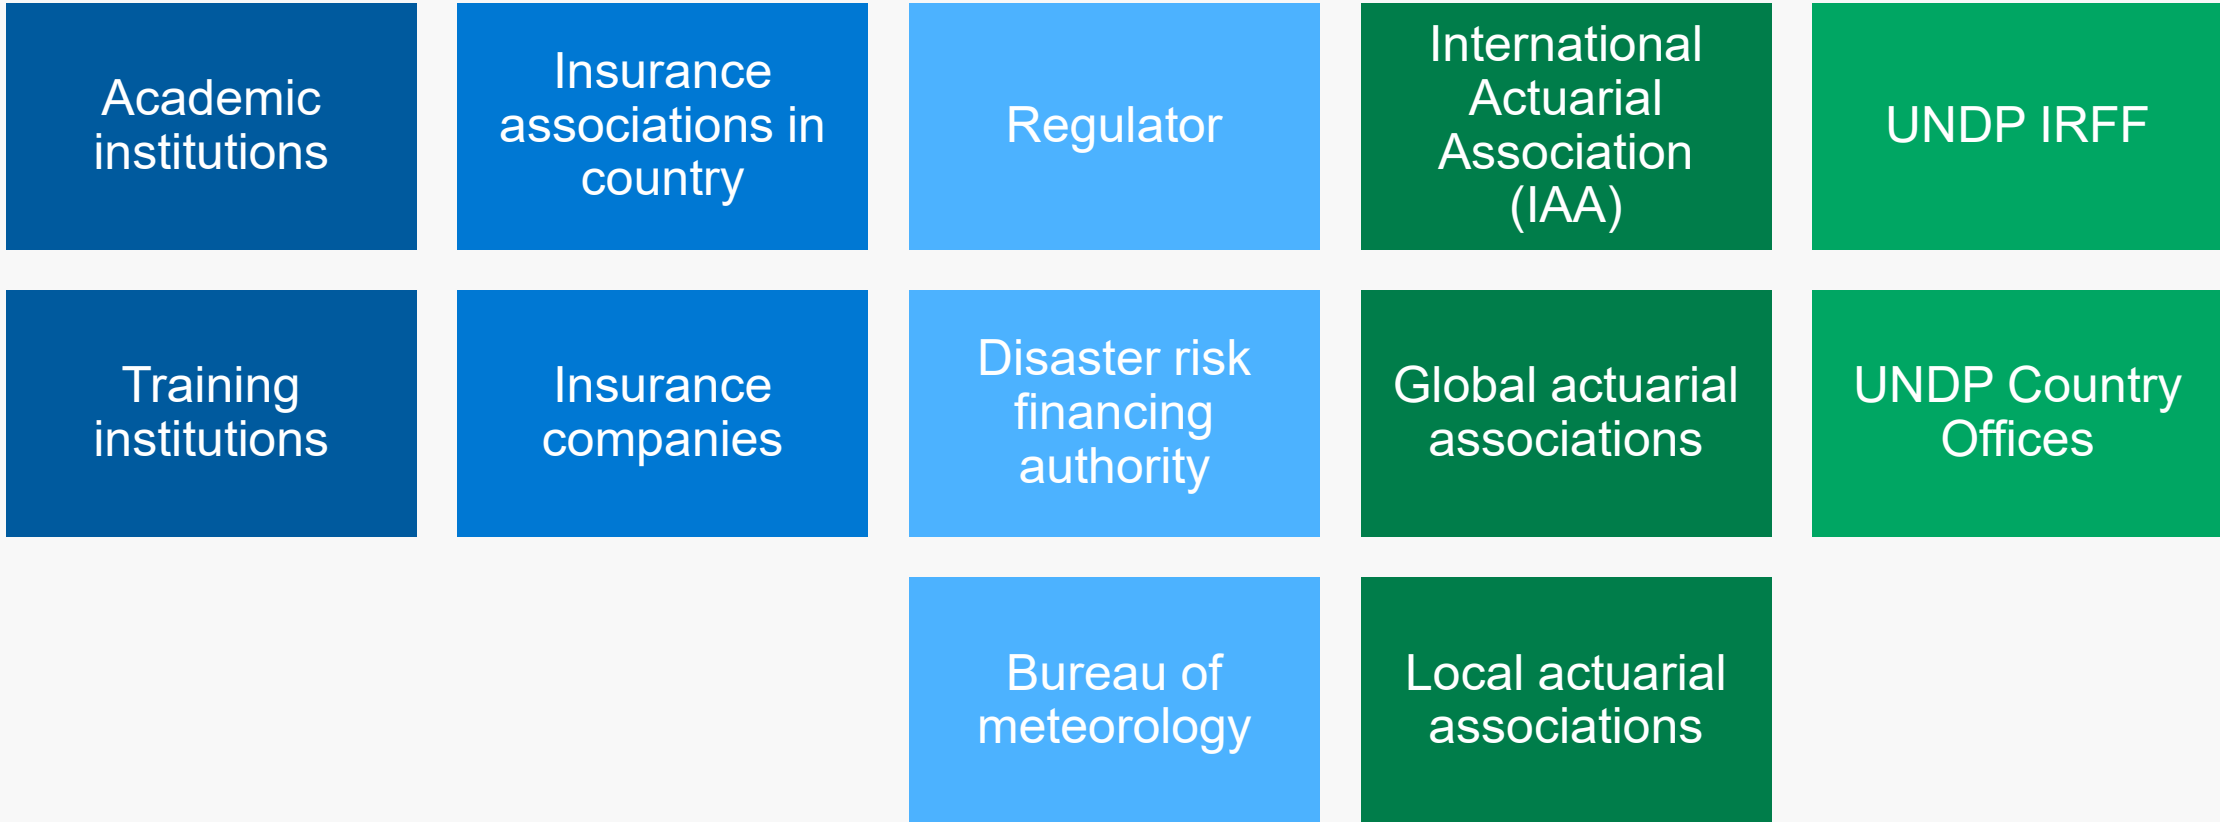 Academic
institutions
Insurance
associations in
country
Regulator
International
Actuarial
Association
(IAA)
UNDP IRFF
Training
institutions
Insurance
companies
Disaster risk
financing
authority
Global actuarial
associations
UNDP Country
Offices
Bureau of
meteorology
Local actuarial
associations